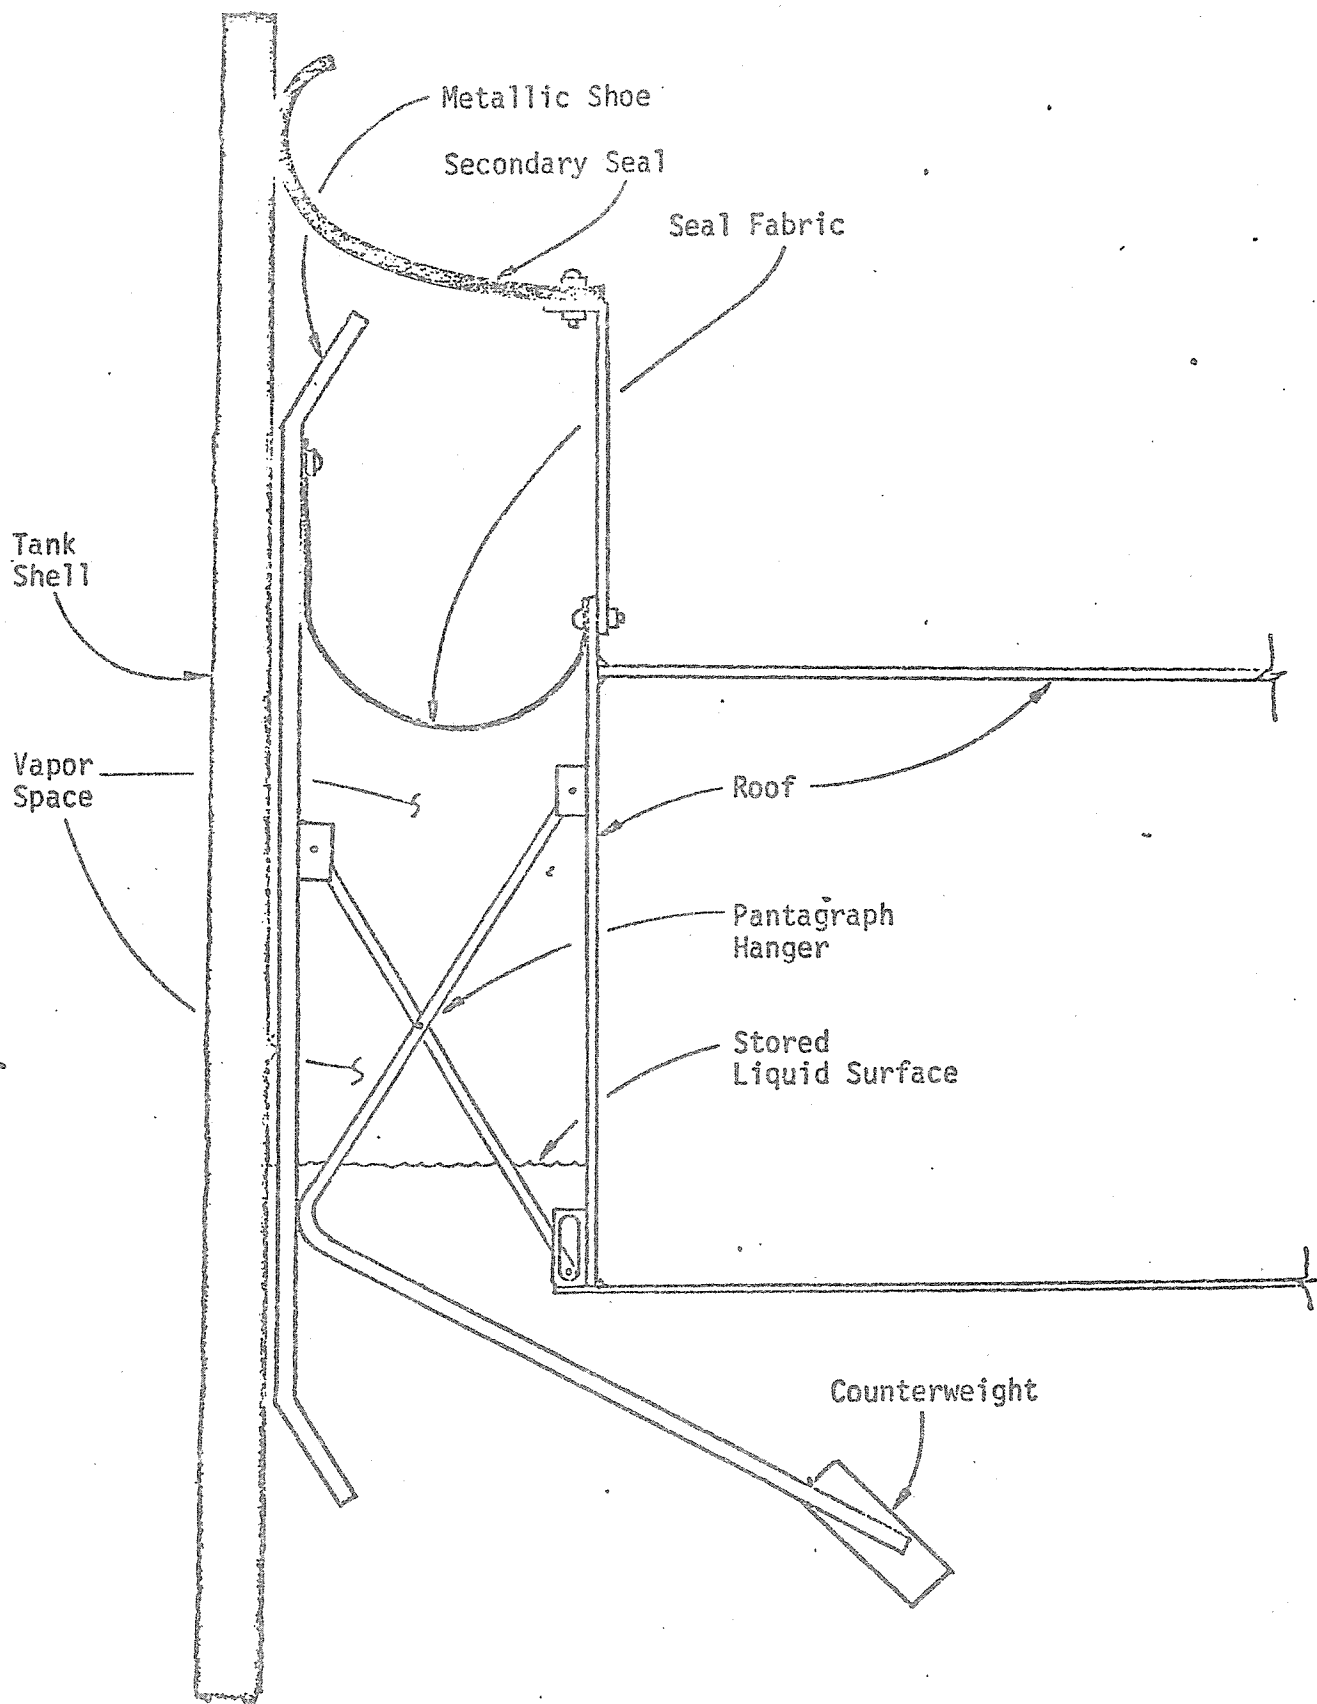 Metallic Shoe
Secondary Seal
Seal Fabric
Tank
Shell
Vapor
Space
Roof
Pantagraph
Hanger
Stored
Liquid Surface
Counterweight